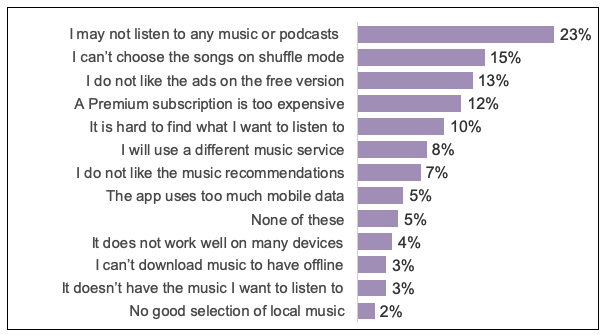 I may not listen to any music or podcasts 23%
I can’t choose the songs on shuffle mode 15%
I do not like the ads on the free version 13%
A Premium subscription is too expensive 12%
It is hard to find what I want to listen to 10%
I will use a different music service 8%
I do not like the music recommendations 7%
The app uses too much mobile data 5%
None of these 5%
It does not work well on many devices 4%
I can’t download music to have offline 3%
It doesn’t have the music I want to listen to 3%
No good selection of local music 2%